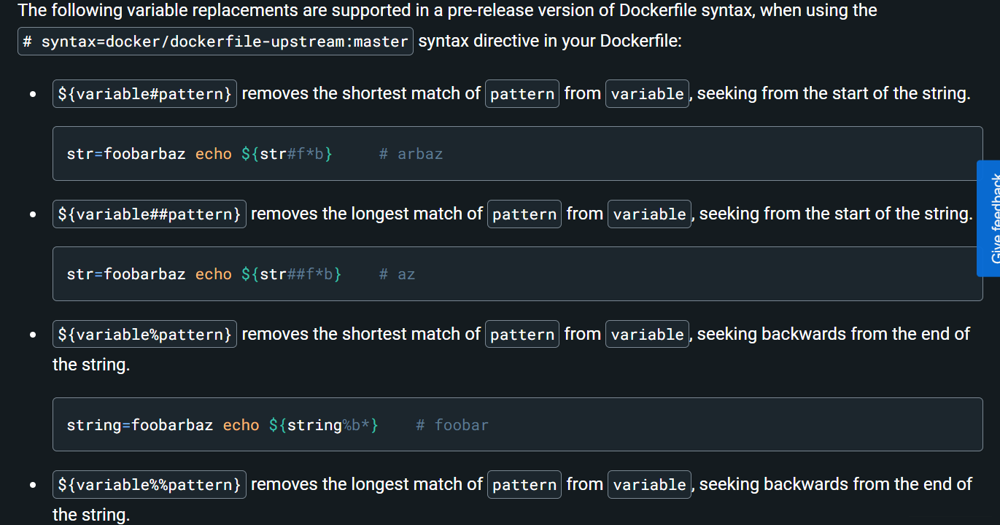 The following variable replacements are supported in a pre-release version of Dockerfile syntax, when using the
# syntax=docker/dockerfile-upstream:master syntax directive in your Dockerfile:
• ${variable#pattern} removes the shortest match of pattern from variable, seeking from the start of the string.
str=foobarbaz echo ${str#f*b}     # arbaz
• ${variable##pattern} removes the longest match of pattern from variable, seeking from the start of the string.
str=foobarbaz echo ${str##f*b}    # az
• ${variable%pattern} removes the shortest match of pattern from variable, seeking backwards from the end of
the string.
string=foobarbaz echo ${string%b*}    # foobar
• ${variable%%pattern} removes the longest match of pattern from variable, seeking backwards from the end of
the string.
Give feedback